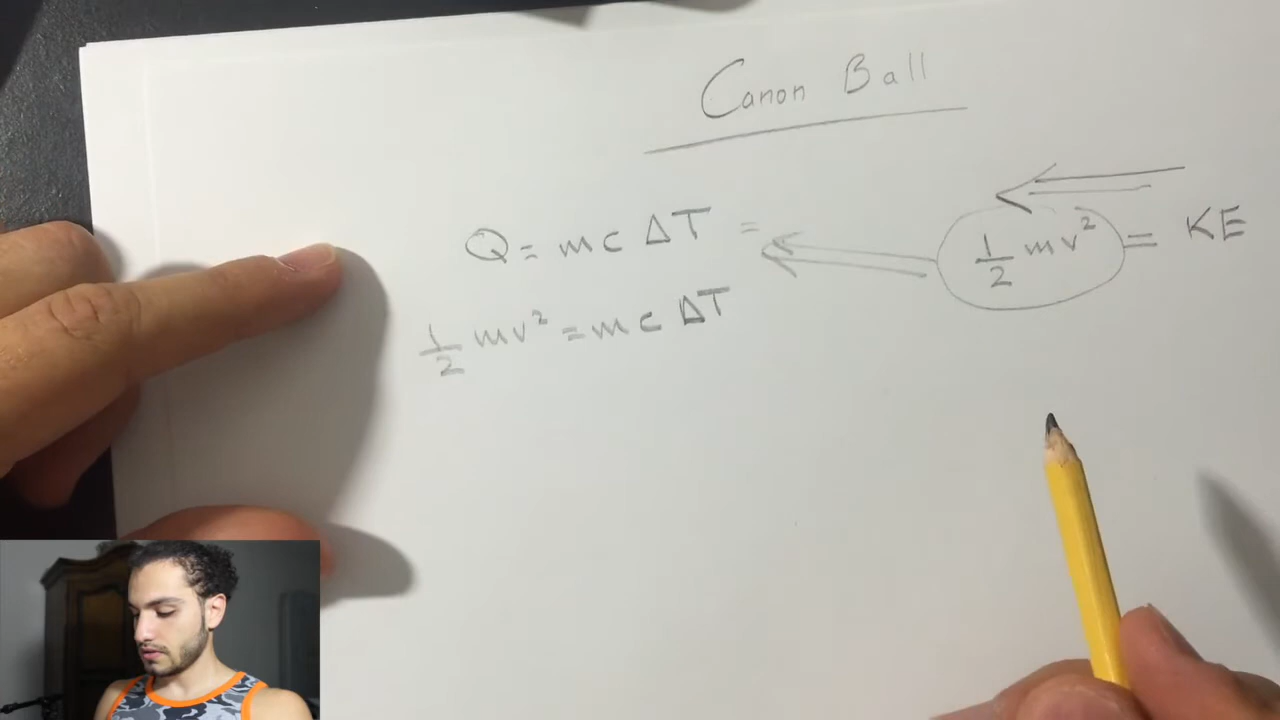 Canon Ball
Q = mcΔT = ½mv² = KE
½mv² = mcΔT